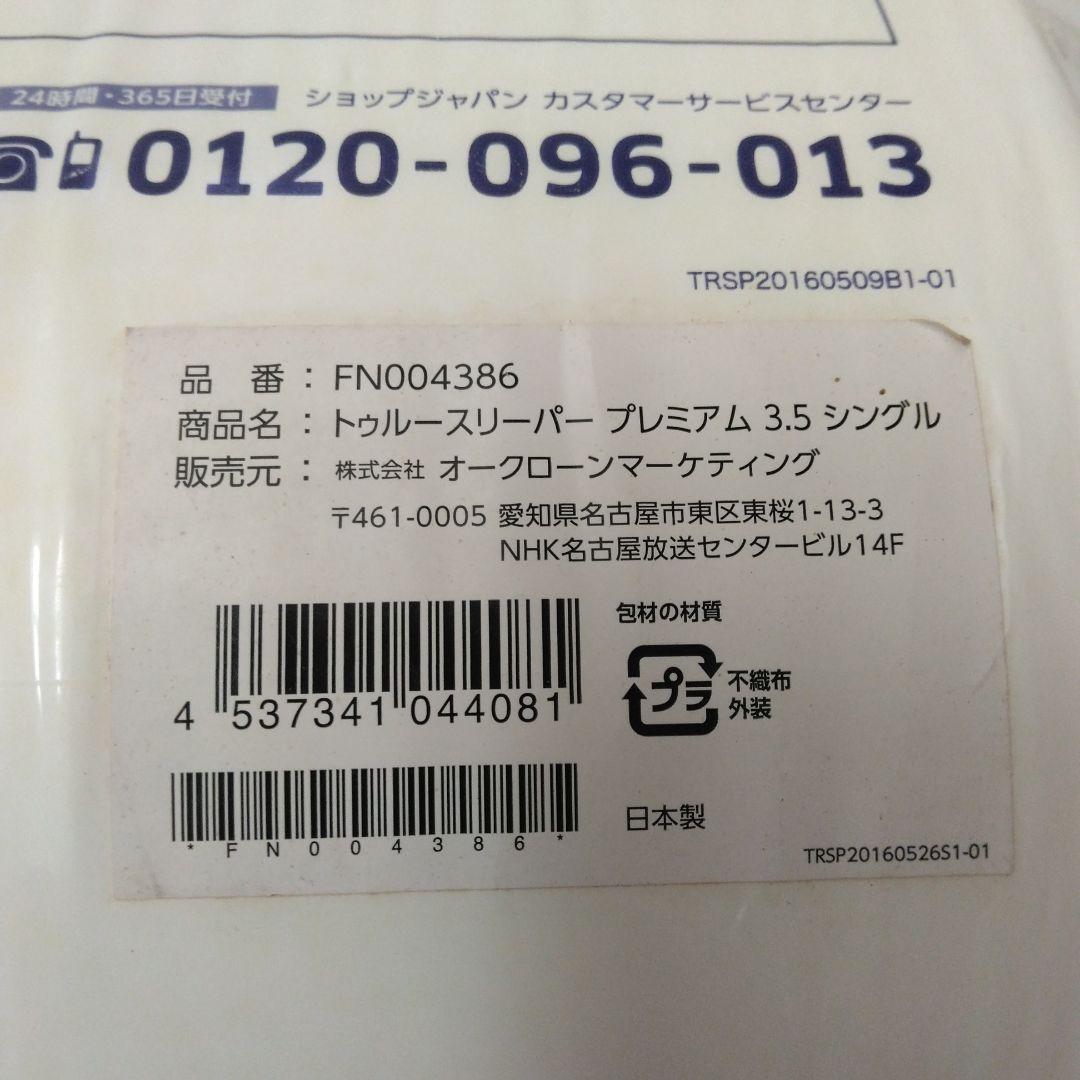 24時間・365日受付 ショップジャパン カスタマーサービスセンター
0120-096-013
TRSP20160509B1-01
品 番 : FN004386
商品名 : トゥルースリーパー プレミアム 3.5 シングル
販売元 : 株式会社 オークローンマーケティング
〒461-0005 愛知県名古屋市東区東桜1-13-3
NHK名古屋放送センタービル14F
包材の材質
プラ 不織布
外装
4 537341 044081
*FN004386*
日本製
TRSP20160526S1-01